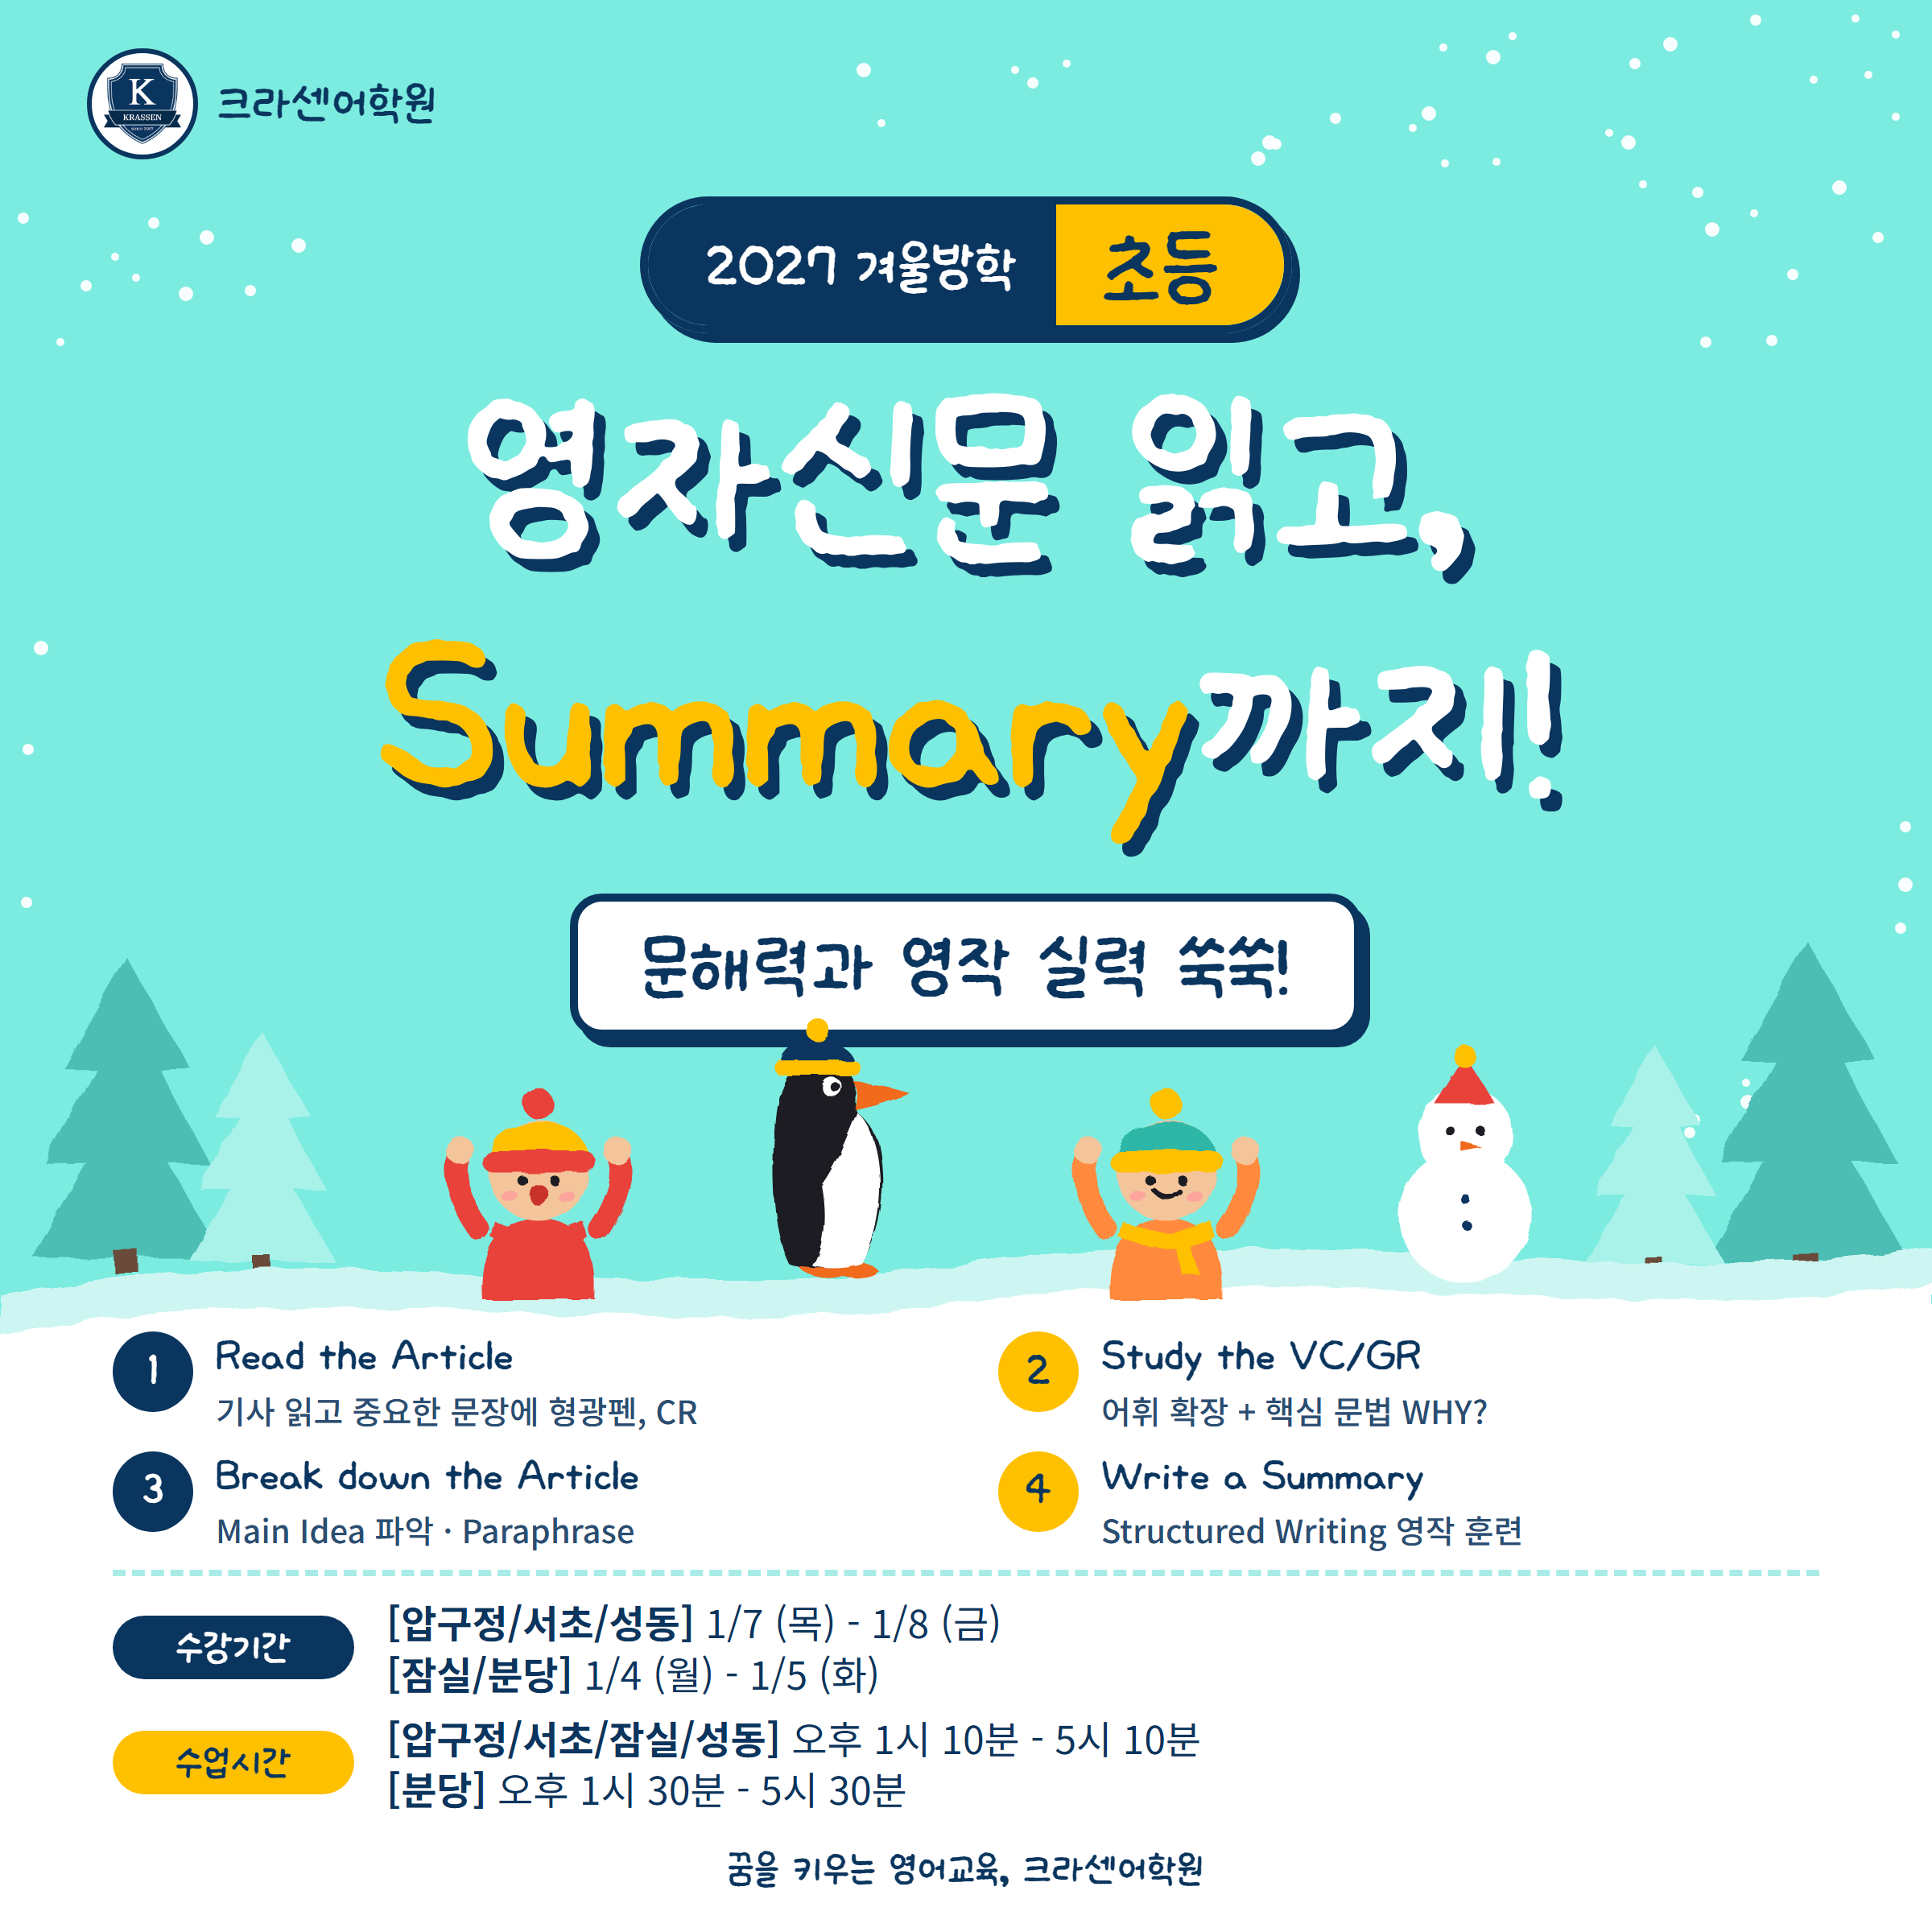 K
KRASSEN
since 2007
크라센어학원
2027 겨울방학 초등
영자신문 읽고,
Summary까지!
문해력과 영작 실력 쑥쑥!
1 Read the Article
기사 읽고 중요한 문장에 형광펜, CR
2 Study the VC/GR
어휘 확장 + 핵심 문법 WHY?
3 Break down the Article
Main Idea 파악 · Paraphrase
4 Write a Summary
Structured Writing 영작 훈련
수강기간
[압구정/서초/성동] 1/7 (목) - 1/8 (금)
[잠실/분당] 1/4 (월) - 1/5 (화)
수업시간
[압구정/서초/잠실/성동] 오후 1시 10분 - 5시 10분
[분당] 오후 1시 30분 - 5시 30분
꿈을 키우는 영어교육, 크라센어학원